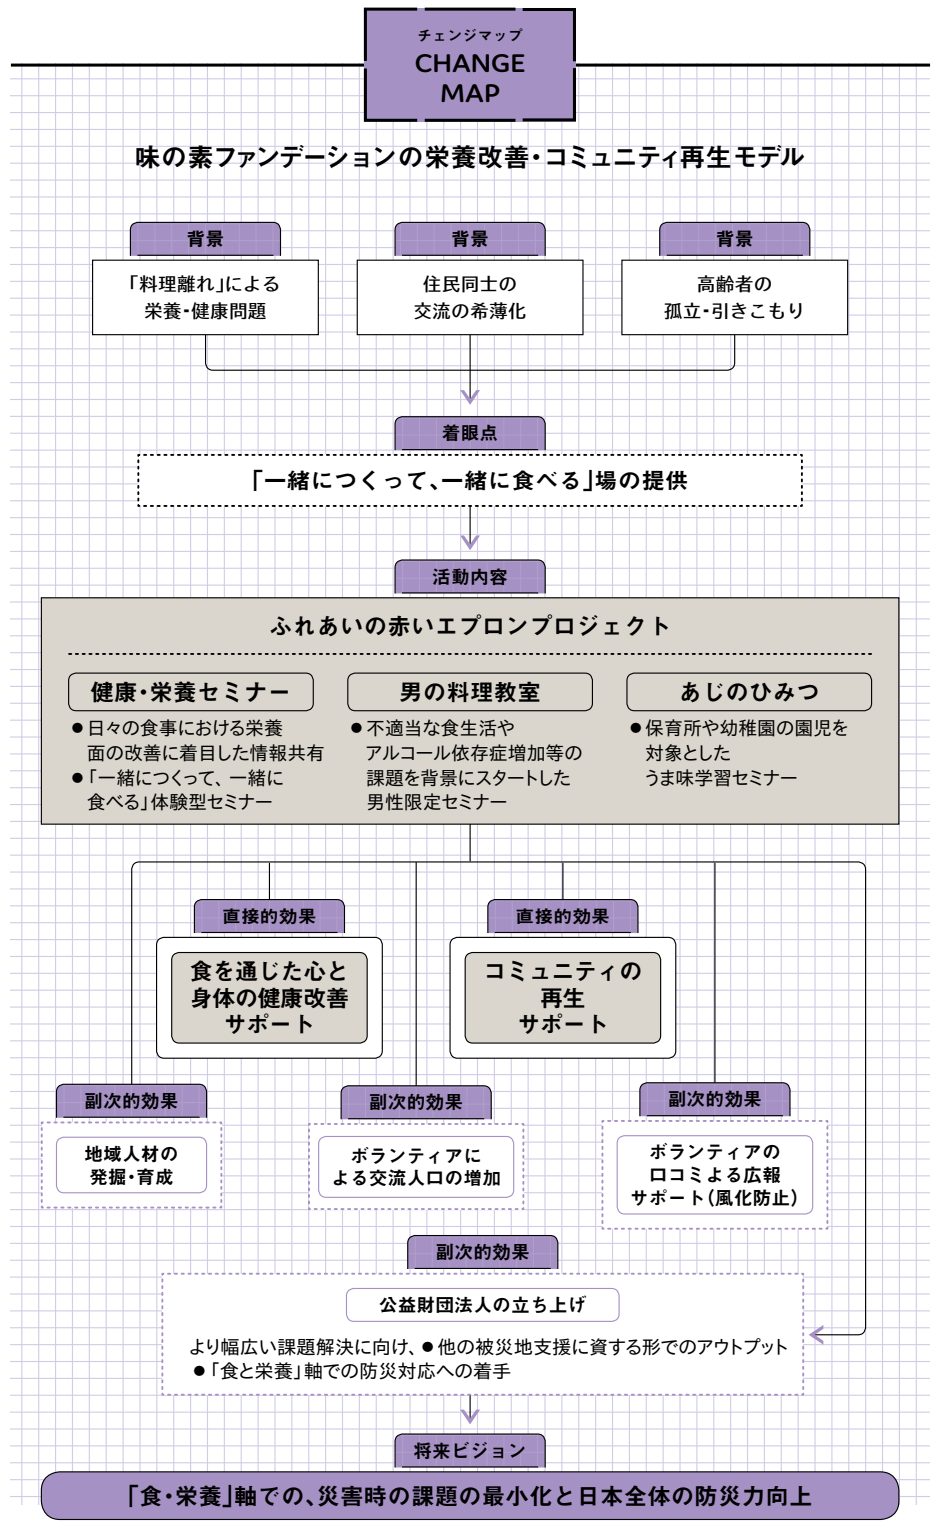 チェンジマップ
CHANGE
MAP
味の素ファンデーションの栄養改善・コミュニティ再生モデル
背景
「料理離れ」による
栄養・健康問題
背景
住民同士の
交流の希薄化
背景
高齢者の
孤立・引きこもり
着眼点
「一緒につくって、一緒に食べる」場の提供
活動内容
ふれあいの赤いエプロンプロジェクト
健康・栄養セミナー
●日々の食事における栄養
面の改善に着目した情報共有
●「一緒につくって、一緒に
食べる」体験型セミナー
男の料理教室
●不適当な食生活や
アルコール依存症増加等の
課題を背景にスタートした
男性限定セミナー
あじのひみつ
●保育所や幼稚園の園児を
対象とした
うま味学習セミナー
直接的効果
食を通じた心と
身体の健康改善
サポート
直接的効果
コミュニティの
再生
サポート
副次的効果
地域人材の
発掘・育成
副次的効果
ボランティアに
よる交流人口の増加
副次的効果
ボランティアの
口コミよる広報
サポート（風化防止）
副次的効果
公益財団法人の立ち上げ
より幅広い課題解決に向け、●他の被災地支援に資する形でのアウトプット
●「食と栄養」軸での防災対応への着手
将来ビジョン
「食・栄養」軸での、災害時の課題の最小化と日本全体の防災力向上